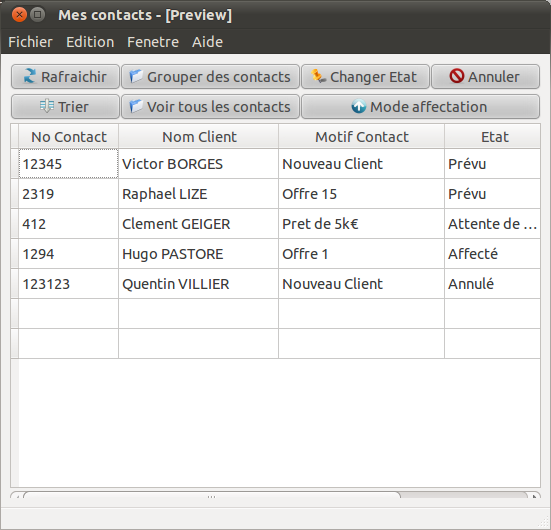 Mes contacts - [Preview]
Fichier Edition Fenetre Aide
Rafraichir Grouper des contacts Changer Etat Annuler
Trier Voir tous les contacts Mode affectation
No Contact Nom Client Motif Contact Etat
12345 Victor BORGES Nouveau Client Prévu
2319 Raphael LIZE Offre 15 Prévu
412 Clement GEIGER Pret de 5k€ Attente de ...
1294 Hugo PASTORE Offre 1 Affecté
123123 Quentin VILLIER Nouveau Client Annulé